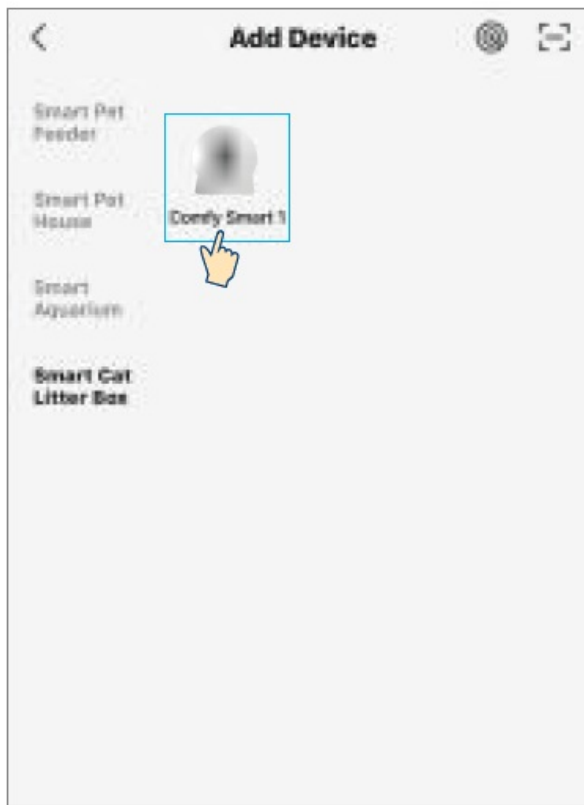 Add Device
Smart Pet
Feeder
Smart Pet
House
Smart
Aquarium
Smart Cat
Litter Box
Comfy Smart 1